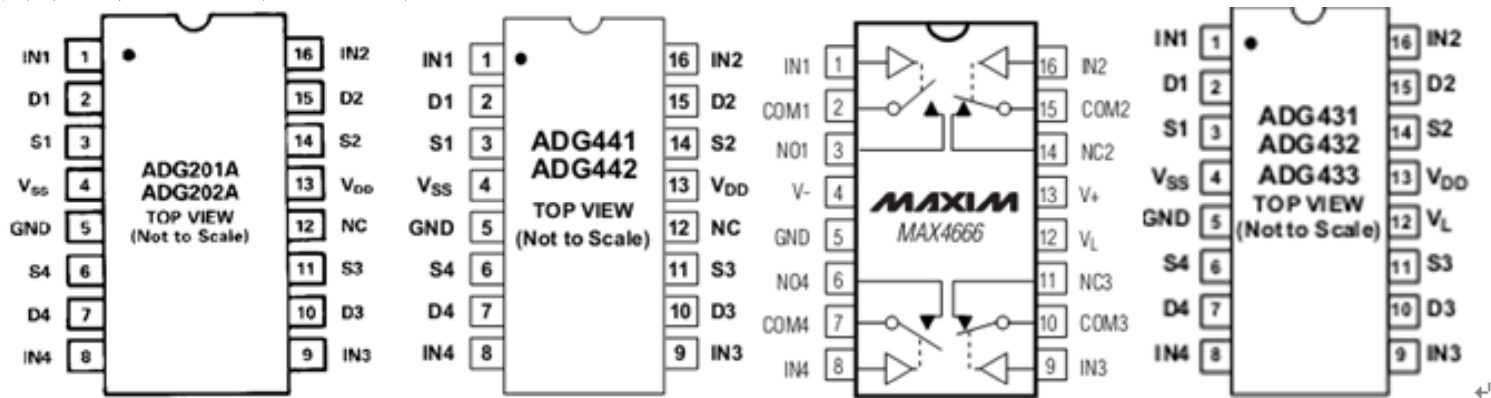 IN1 1 16 IN2
D1 2 15 D2
S1 3 14 S2
VSS 4 13 VDD
GND 5 12 NC
S4 6 11 S3
D4 7 10 D3
IN4 8 9 IN3
ADG201A
ADG202A
TOP VIEW
(Not to Scale)
IN1 1 16 IN2
D1 2 15 D2
S1 3 14 S2
VSS 4 13 VDD
GND 5 12 NC
S4 6 11 S3
D4 7 10 D3
IN4 8 9 IN3
ADG441
ADG442
TOP VIEW
(Not to Scale)
IN1 1 16 IN2
COM1 2 15 COM2
NO1 3 14 NC2
V- 4 13 V+
GND 5 12 VL
NO4 6 11 NC3
COM4 7 10 COM3
IN4 8 9 IN3
MAXIM
MAX4666
IN1 1 16 IN2
D1 2 15 D2
S1 3 14 S2
VSS 4 13 VDD
GND 5 12 VL
S4 6 11 S3
D4 7 10 D3
IN4 8 9 IN3
ADG431
ADG432
ADG433
TOP VIEW
(Not to Scale)